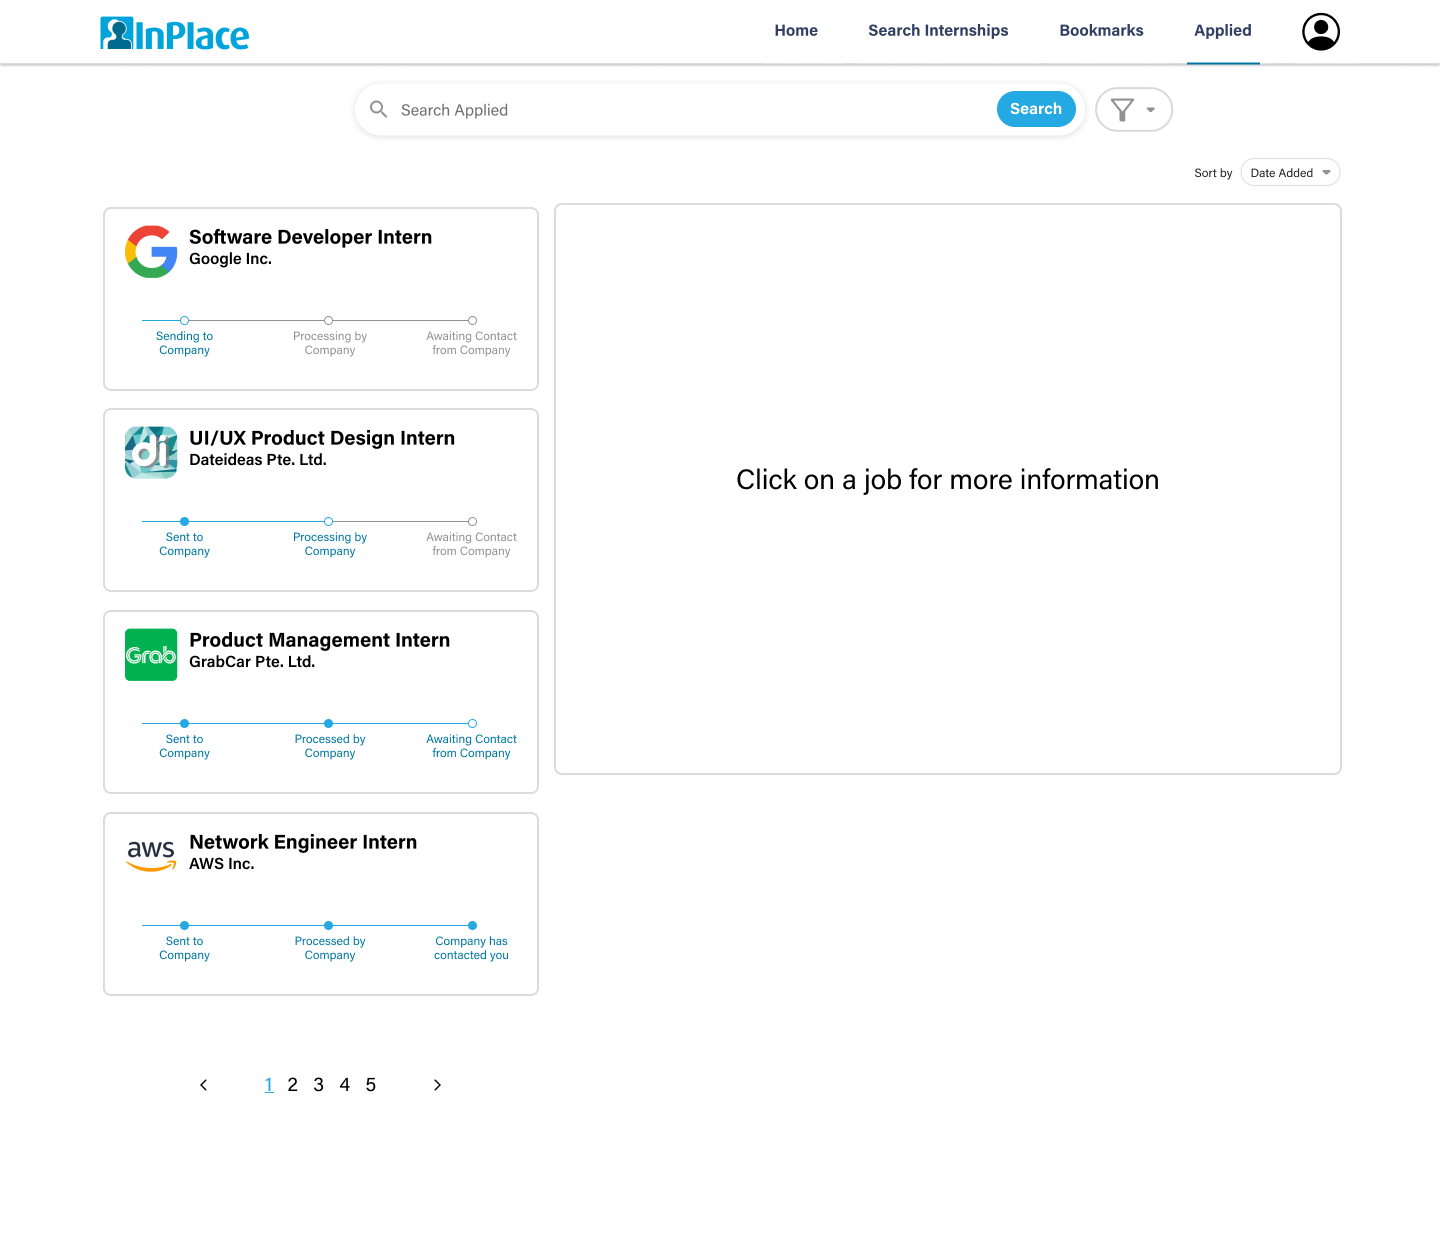 InPlace
Home
Search Internships
Bookmarks
Applied
Search Applied
Search
Sort by
Date Added
Software Developer Intern
Google Inc.
Sending to
Company
Processing by
Company
Awaiting Contact
from Company
Click on a job for more information
di
UI/UX Product Design Intern
Dateideas Pte. Ltd.
Sent to
Company
Processing by
Company
Awaiting Contact
from Company
Grab
Product Management Intern
GrabCar Pte. Ltd.
Sent to
Company
Processed by
Company
Awaiting Contact
from Company
aws
Network Engineer Intern
AWS Inc.
Sent to
Company
Processed by
Company
Company has
contacted you
1 2 3 4 5